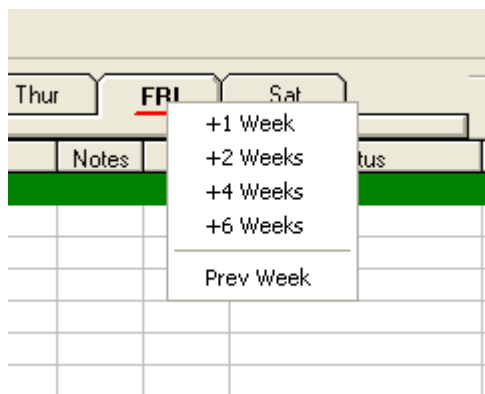 Thur FRI Sat
+1 Week
Notes +2 Weeks tus
+4 Weeks
+6 Weeks
Prev Week